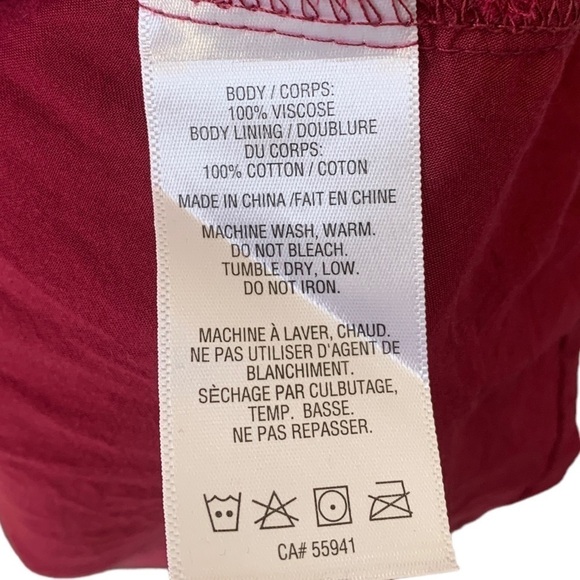 BODY / CORPS:
100% VISCOSE
BODY LINING / DOUBLURE
DU CORPS:
100% COTTON / COTON
MADE IN CHINA /FAIT EN CHINE
MACHINE WASH, WARM.
DO NOT BLEACH.
TUMBLE DRY, LOW.
DO NOT IRON.
MACHINE À LAVER, CHAUD.
NE PAS UTILISER D'AGENT DE
BLANCHIMENT.
SÈCHAGE PAR CULBUTAGE,
TEMP. BASSE.
NE PAS REPASSER.
CA# 55941